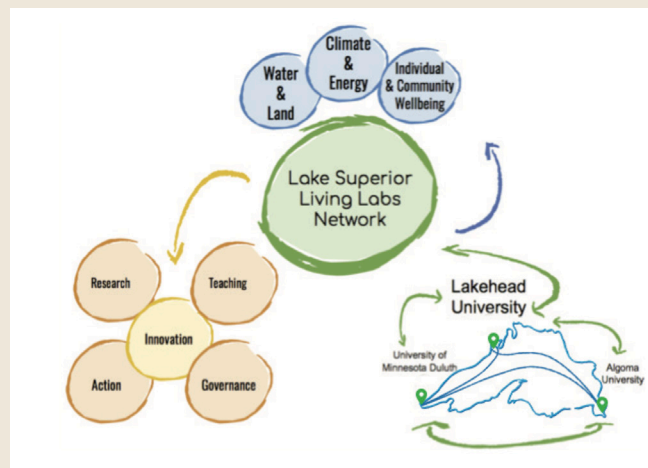 Water
&
Land
Climate
&
Energy
Individual
& Community
Wellbeing
Lake Superior
Living Labs
Network
Research
Teaching
Innovation
Action
Governance
Lakehead
University
University of
Minnesota Duluth
Algoma
University